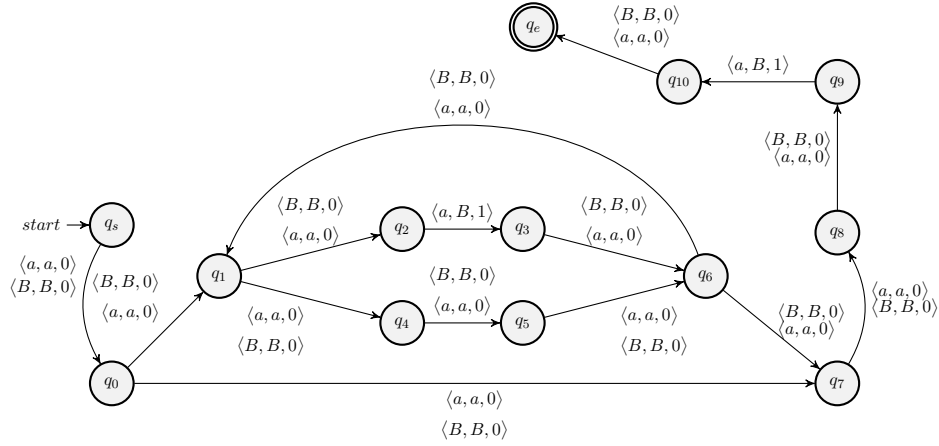 ⟨B, B, 0⟩
q_e
⟨a, a, 0⟩
⟨a, B, 1⟩
q_10
q_9
⟨B, B, 0⟩
⟨a, a, 0⟩
⟨B, B, 0⟩
⟨a, a, 0⟩
⟨B, B, 0⟩
⟨B, B, 0⟩
⟨a, B, 1⟩
start
q_s
q_2
q_3
q_8
⟨a, a, 0⟩
⟨a, a, 0⟩
⟨a, a, 0⟩
⟨B, B, 0⟩
⟨B, B, 0⟩
⟨B, B, 0⟩
q_1
q_6
⟨a, a, 0⟩
⟨B, B, 0⟩
⟨a, a, 0⟩
⟨a, a, 0⟩
⟨a, a, 0⟩
⟨a, a, 0⟩
⟨B, B, 0⟩
⟨a, a, 0⟩
q_4
q_5
⟨B, B, 0⟩
⟨B, B, 0⟩
q_0
q_7
⟨a, a, 0⟩
⟨B, B, 0⟩